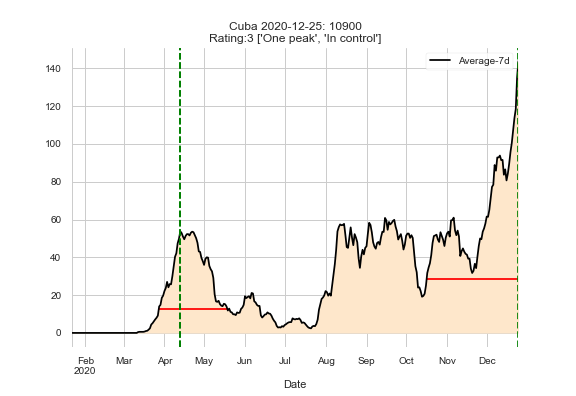 Cuba 2020-12-25: 10900
Rating:3 ['One peak', 'In control']
Average-7d
140
120
100
80
60
40
20
0
Feb Mar Apr May Jun Jul Aug Sep Oct Nov Dec
2020
Date